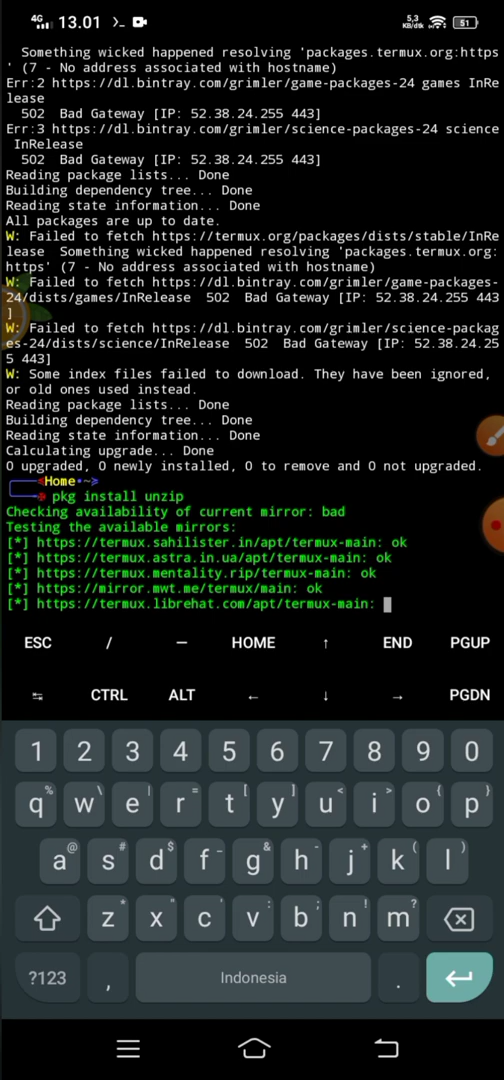 4G 13.01 >_ 5,3 KB/dtk 51
Something wicked happened resolving 'packages.termux.org:https
' (7 - No address associated with hostname)
Err:2 https://dl.bintray.com/grimler/game-packages-24 games InRe
lease
502  Bad Gateway [IP: 52.38.24.255 443]
Err:3 https://dl.bintray.com/grimler/science-packages-24 science
InRelease
502  Bad Gateway [IP: 52.38.24.255 443]
Reading package lists... Done
Building dependency tree... Done
Reading state information... Done
All packages are up to date.
W: Failed to fetch https://termux.org/packages/dists/stable/InRe
lease  Something wicked happened resolving 'packages.termux.org:
https' (7 - No address associated with hostname)
W: Failed to fetch https://dl.bintray.com/grimler/game-packages-
24/dists/games/InRelease  502  Bad Gateway [IP: 52.38.24.255 443
]
W: Failed to fetch https://dl.bintray.com/grimler/science-packag
es-24/dists/science/InRelease  502  Bad Gateway [IP: 52.38.24.25
5 443]
W: Some index files failed to download. They have been ignored,
or old ones used instead.
Reading package lists... Done
Building dependency tree... Done
Reading state information... Done
Calculating upgrade... Done
0 upgraded, 0 newly installed, 0 to remove and 0 not upgraded.
Home
pkg install unzip
Checking availability of current mirror: bad
Testing the available mirrors:
[*] https://termux.sahilister.in/apt/termux-main: ok
[*] https://termux.astra.in.ua/apt/termux-main: ok
[*] https://termux.mentality.rip/termux-main: ok
[*] https://mirror.mwt.me/termux/main: ok
[*] https://termux.librehat.com/apt/termux-main:
ESC / — HOME ↑ END PGUP
↹ CTRL ALT ← ↓ → PGDN
1 2 3 4 5 6 7 8 9 0
% \ | = [ ] < > { }
q w e r t y u i o p
@ # $ _ & - + ( )
a s d f g h j k l
* " ' : ; ! ?
z x c v b n m
?123 , Indonesia .